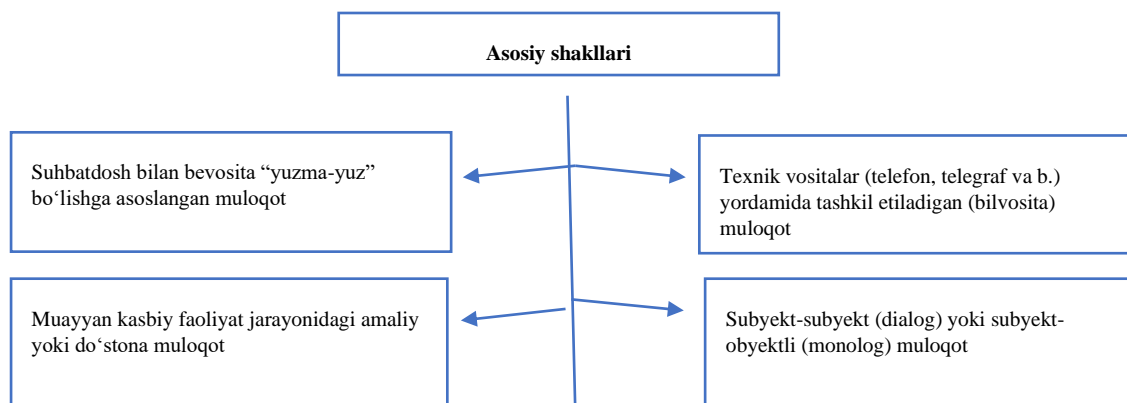 Asosiy shakllari
Suhbatdosh bilan bevosita “yuzma-yuz”
bo‘lishga asoslangan muloqot
Texnik vositalar (telefon, telegraf va b.)
yordamida tashkil etiladigan (bilvosita)
muloqot
Muayyan kasbiy faoliyat jarayonidagi amaliy
yoki do‘stona muloqot
Subyekt-subyekt (dialog) yoki subyekt-
obyektli (monolog) muloqot